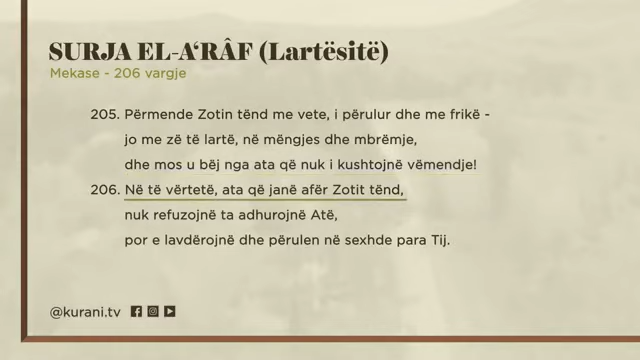 SURJA EL-A‘RÂF (Lartësitë)
Mekase - 206 vargje
205. Përmende Zotin tënd me vete, i përulur dhe me frikë -
jo me zë të lartë, në mëngjes dhe mbrëmje,
dhe mos u bëj nga ata që nuk i kushtojnë vëmendje!
206. Në të vërtetë, ata që janë afër Zotit tënd,
nuk refuzojnë ta adhurojnë Atë,
por e lavdërojnë dhe përulen në sexhde para Tij.
@kurani.tv